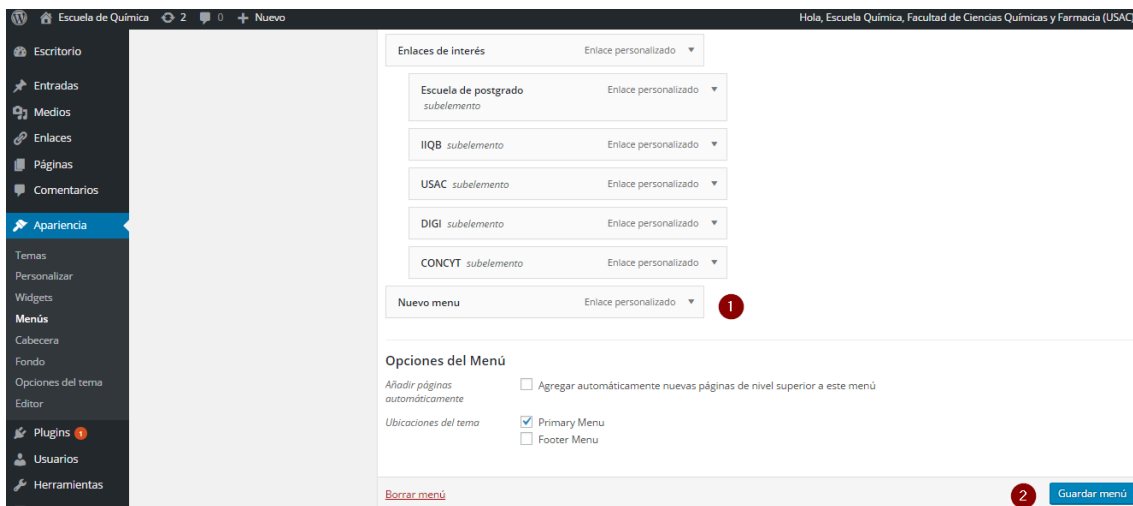 Escuela de Química 2 0 + Nuevo Hola, Escuela Química, Facultad de Ciencias Químicas y Farmacia (USAC)
Escritorio
Entradas
Medios
Enlaces
Páginas
Comentarios
Apariencia
Temas
Personalizar
Widgets
Menús
Cabecera
Fondo
Opciones del tema
Editor
Plugins 1
Usuarios
Herramientas
Enlaces de interés Enlace personalizado
Escuela de postgrado Enlace personalizado
subelemento
IIQB subelemento Enlace personalizado
USAC subelemento Enlace personalizado
DIGI subelemento Enlace personalizado
CONCYT subelemento Enlace personalizado
Nuevo menu Enlace personalizado 1
Opciones del Menú
Añadir páginas Agregar automáticamente nuevas páginas de nivel superior a este menú
automáticamente
Ubicaciones del tema Primary Menu
Footer Menu
Borrar menú 2 Guardar menú